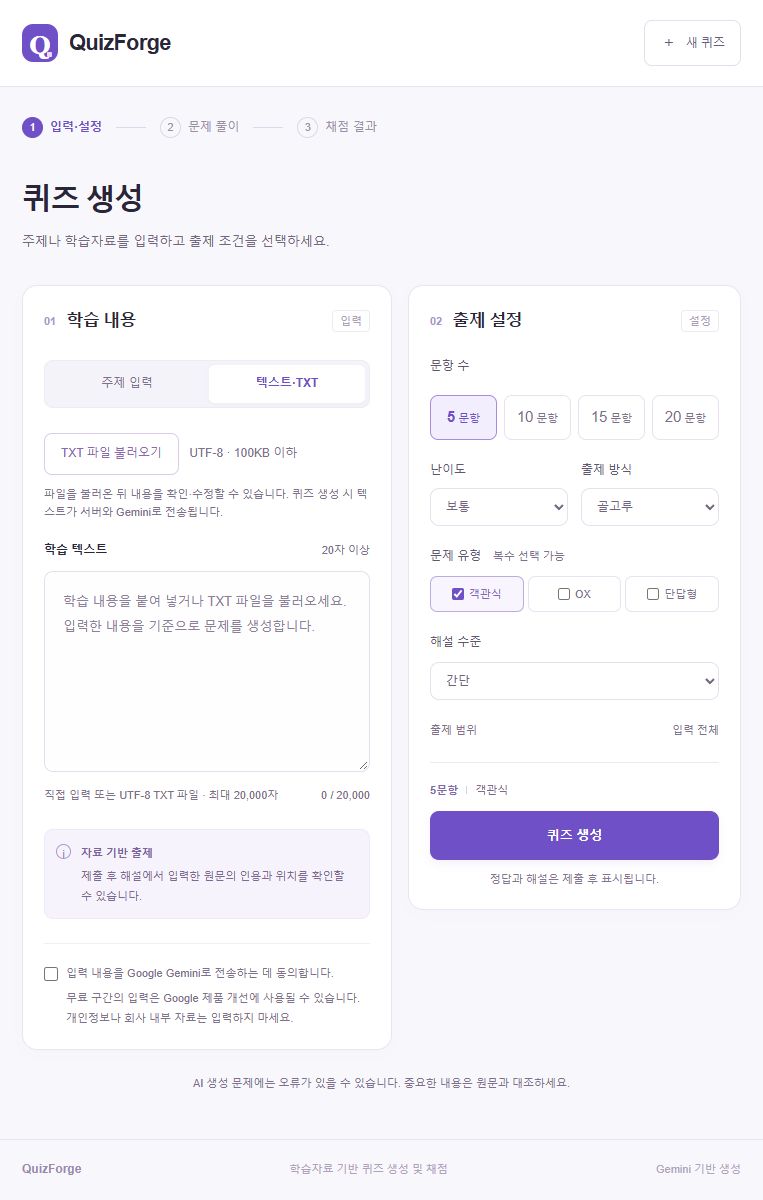 QuizForge
+ 새 퀴즈
1 입력·설정
2 문제 풀이
3 채점 결과
퀴즈 생성
주제나 학습자료를 입력하고 출제 조건을 선택하세요.
01 학습 내용 입력
주제 입력
텍스트·TXT
TXT 파일 불러오기
UTF-8 · 100KB 이하
파일을 불러온 뒤 내용을 확인·수정할 수 있습니다. 퀴즈 생성 시 텍
스트가 서버와 Gemini로 전송됩니다.
학습 텍스트
20자 이상
학습 내용을 붙여 넣거나 TXT 파일을 불러오세요.
입력한 내용을 기준으로 문제를 생성합니다.
직접 입력 또는 UTF-8 TXT 파일 · 최대 20,000자
0 / 20,000
자료 기반 출제
제출 후 해설에서 입력한 원문의 인용과 위치를 확인할
수 있습니다.
입력 내용을 Google Gemini로 전송하는 데 동의합니다.
무료 구간의 입력은 Google 제품 개선에 사용될 수 있습니다.
개인정보나 회사 내부 자료는 입력하지 마세요.
02 출제 설정 설정
문항 수
5 문항
10 문항
15 문항
20 문항
난이도
출제 방식
보통
골고루
문제 유형 복수 선택 가능
객관식
OX
단답형
해설 수준
간단
출제 범위
입력 전체
5문항 | 객관식
퀴즈 생성
정답과 해설은 제출 후 표시됩니다.
AI 생성 문제에는 오류가 있을 수 있습니다. 중요한 내용은 원문과 대조하세요.
QuizForge
학습자료 기반 퀴즈 생성 및 채점
Gemini 기반 생성